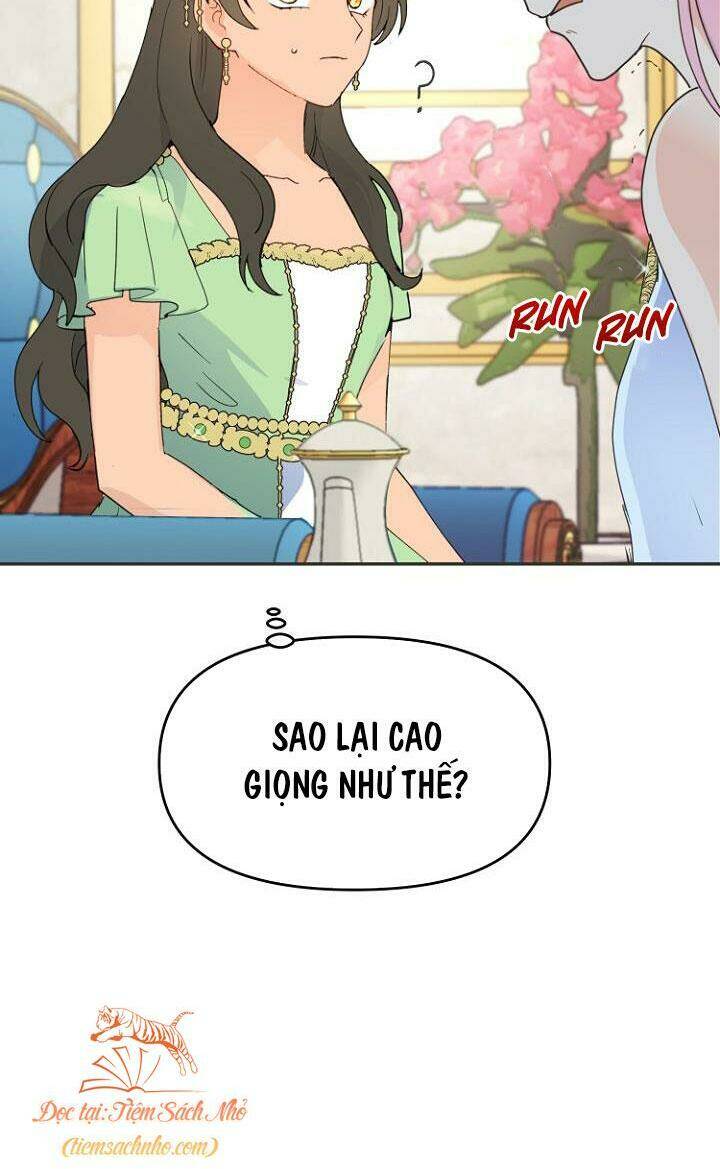 ?
RUN
RUN
SAO LẠI CAO
GIỌNG NHƯ THẾ?
Đọc tại: Tiệm Sách Nhỏ
(tiemsachnho.com)